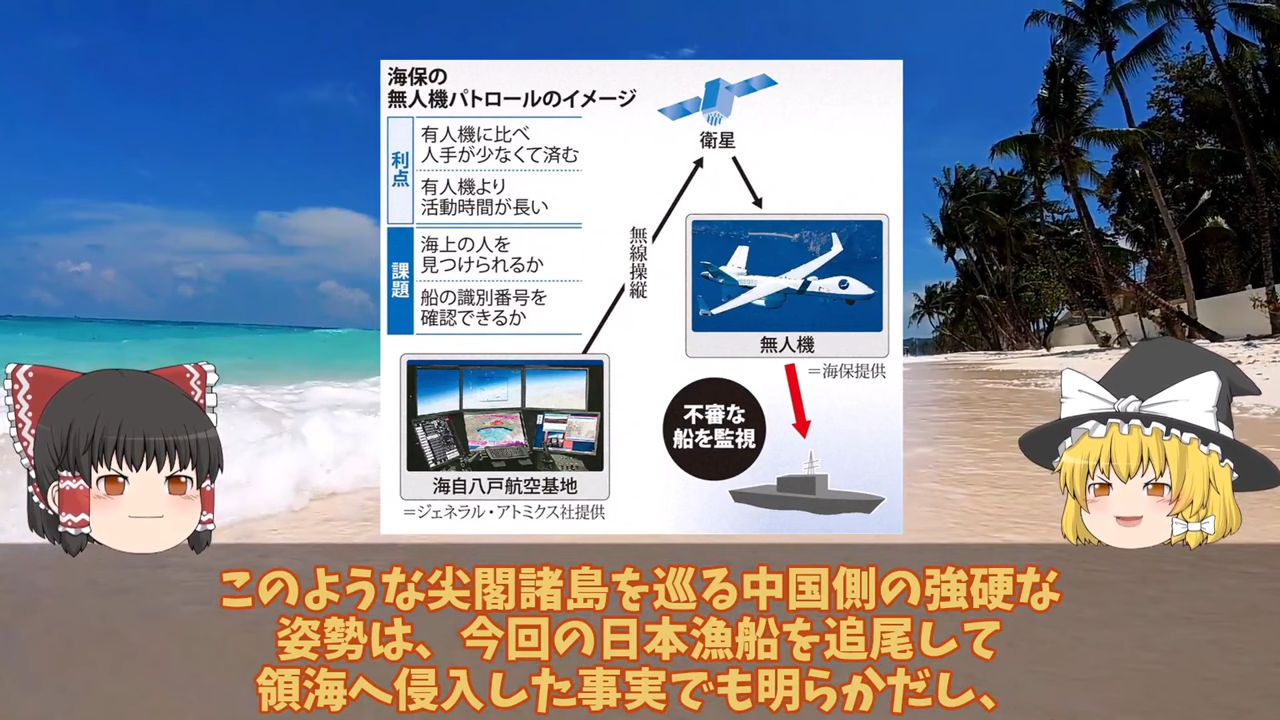 海保の
無人機パトロールのイメージ
利点
有人機に比べ
人手が少なくて済む
有人機より
活動時間が長い
課題
海上の人を
見つけられるか
船の識別番号を
確認できるか
衛星
無線操縦
無人機
＝海保提供
不審な
船を監視
海自八戸航空基地
＝ジェネラル・アトミクス社提供
このような尖閣諸島を巡る中国側の強硬な
姿勢は、今回の日本漁船を追尾して
領海へ侵入した事実でも明らかだし、